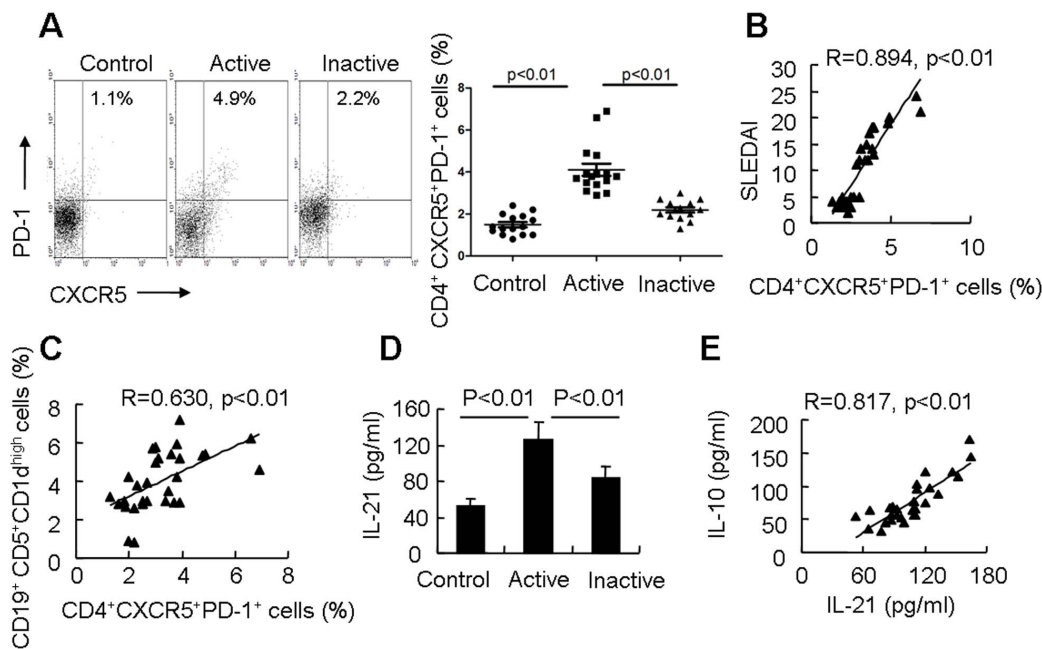 A
Control
Active
Inactive
1.1%
4.9%
2.2%
PD-1
CXCR5
CD4⁺ CXCR5⁺PD-1⁺ cells (%)
p<0.01
p<0.01
8
6
4
2
0
Control
Active
Inactive
B
R=0.894, p<0.01
SLEDAI
30
25
20
15
10
5
0
0
5
10
CD4⁺CXCR5⁺PD-1⁺ cells (%)
C
R=0.630, p<0.01
CD19⁺ CD5⁺CD1dʰⁱᵍʰ cells (%)
8
6
4
2
0
0
2
4
6
8
CD4⁺CXCR5⁺PD-1⁺ cells (%)
D
P<0.01
P<0.01
IL-21 (pg/ml)
160
120
80
40
0
Control
Active
Inactive
E
R=0.817, p<0.01
IL-10 (pg/ml)
200
150
100
50
0
0
60
120
180
IL-21 (pg/ml)